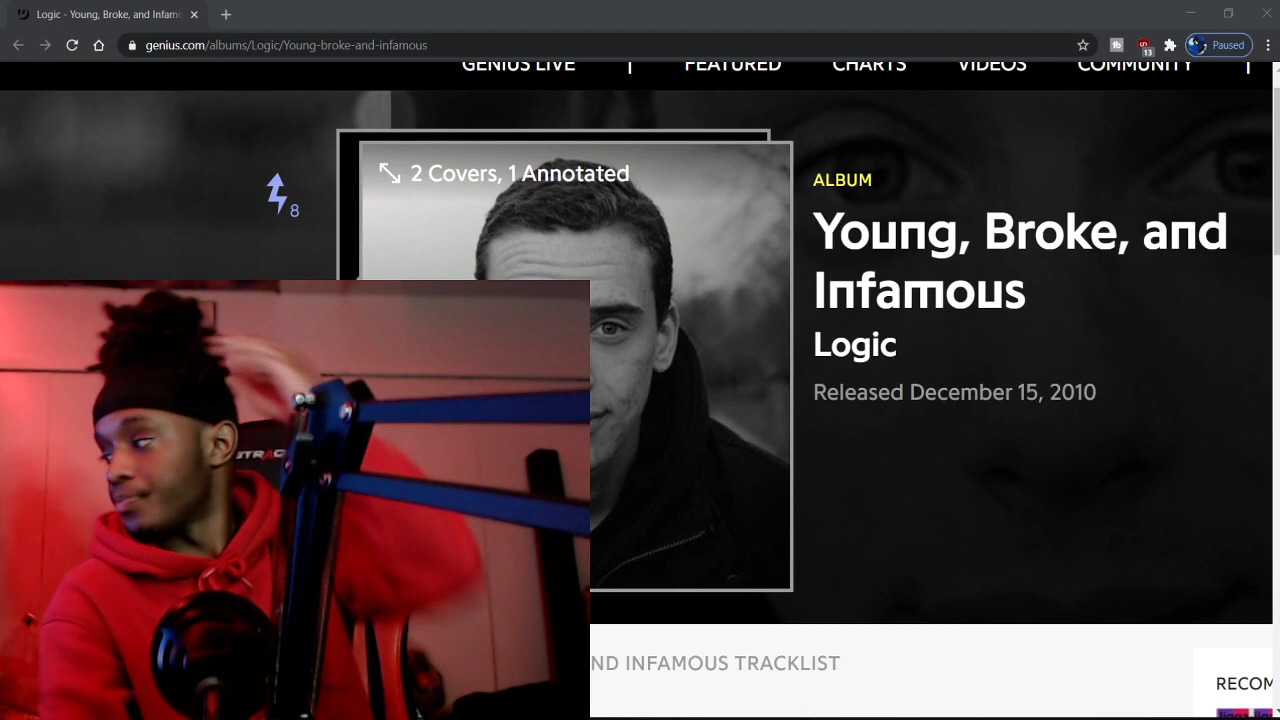 Logic - Young, Broke, and Infamo
genius.com/albums/Logic/Young-broke-and-infamous
13
Paused
GENIUS LIVE | FEATURED CHARTS VIDEOS COMMUNITY |
2 Covers, 1 Annotated
8
ALBUM
Young, Broke, and
Infamous
Logic
Released December 15, 2010
ND INFAMOUS TRACKLIST
RECOM